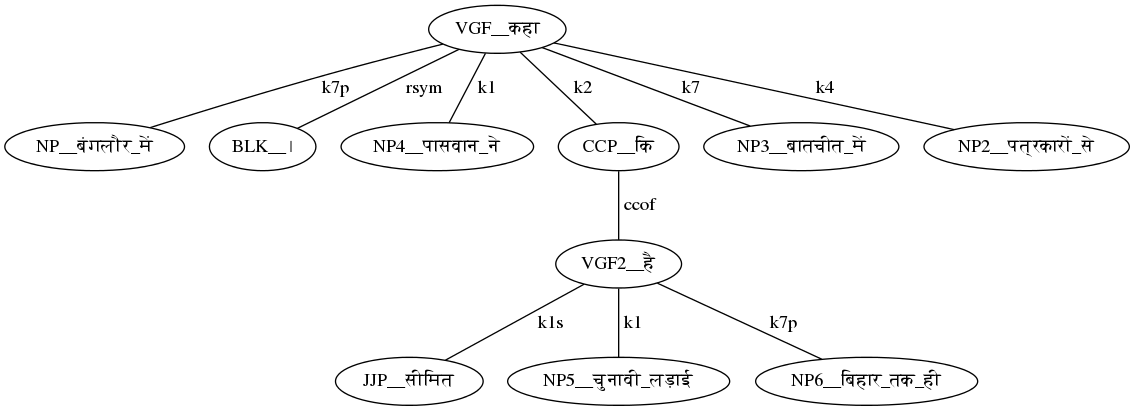 VGF__कहा
k7p rsym k1 k2 k7 k4
NP__बंगलौर_में BLK__। NP4__पासवान_ने CCP__कि NP3__बातचीत_में NP2__पत्रकारों_से
ccof
VGF2__है
k1s k1 k7p
JJP__सीमित NP5__चुनावी_लड़ाई NP6__बिहार_तक_ही